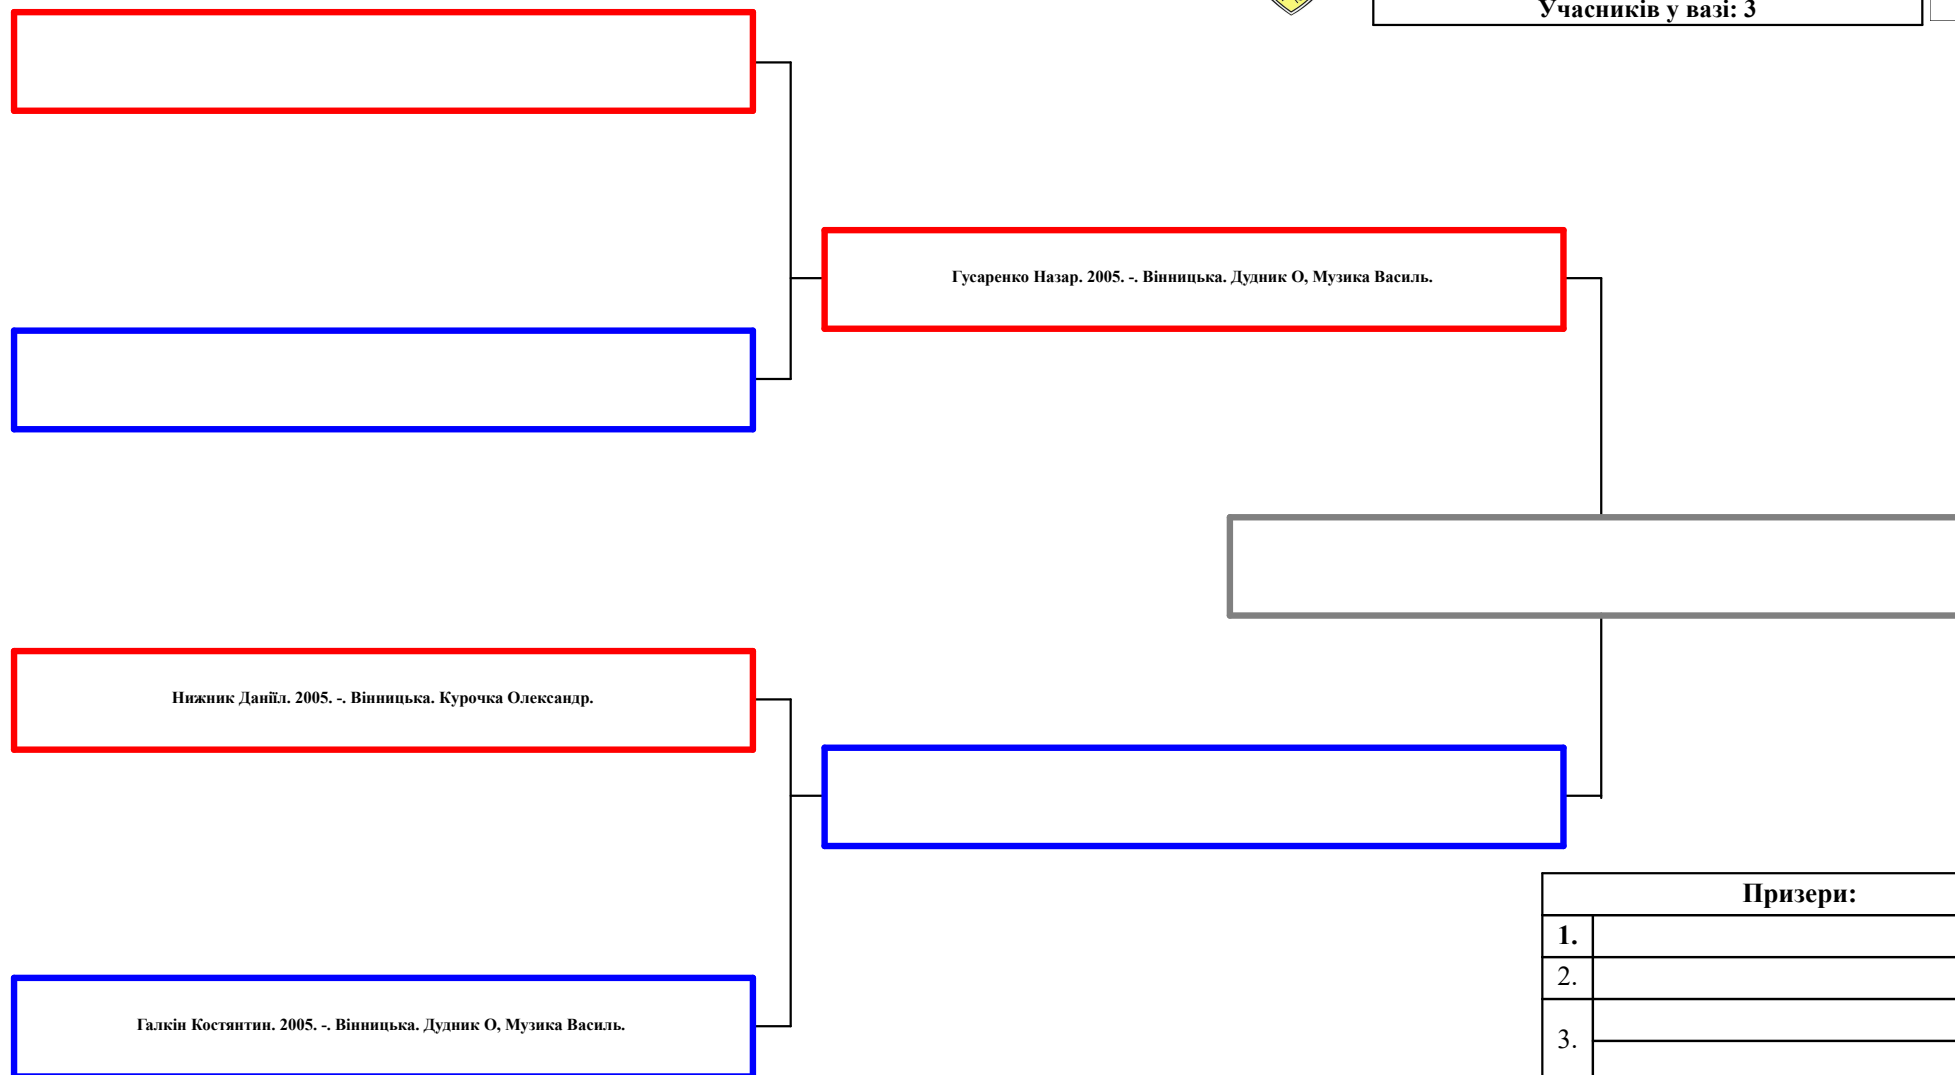 Учасників у вазі: 3
Гусаренко Назар. 2005. -. Вінницька. Дудник О, Музика Василь.
Нижник Даніїл. 2005. -. Вінницька. Курочка Олександр.
Галкін Костянтин. 2005. -. Вінницька. Дудник О, Музика Василь.
Призери:
1.
2.
3.